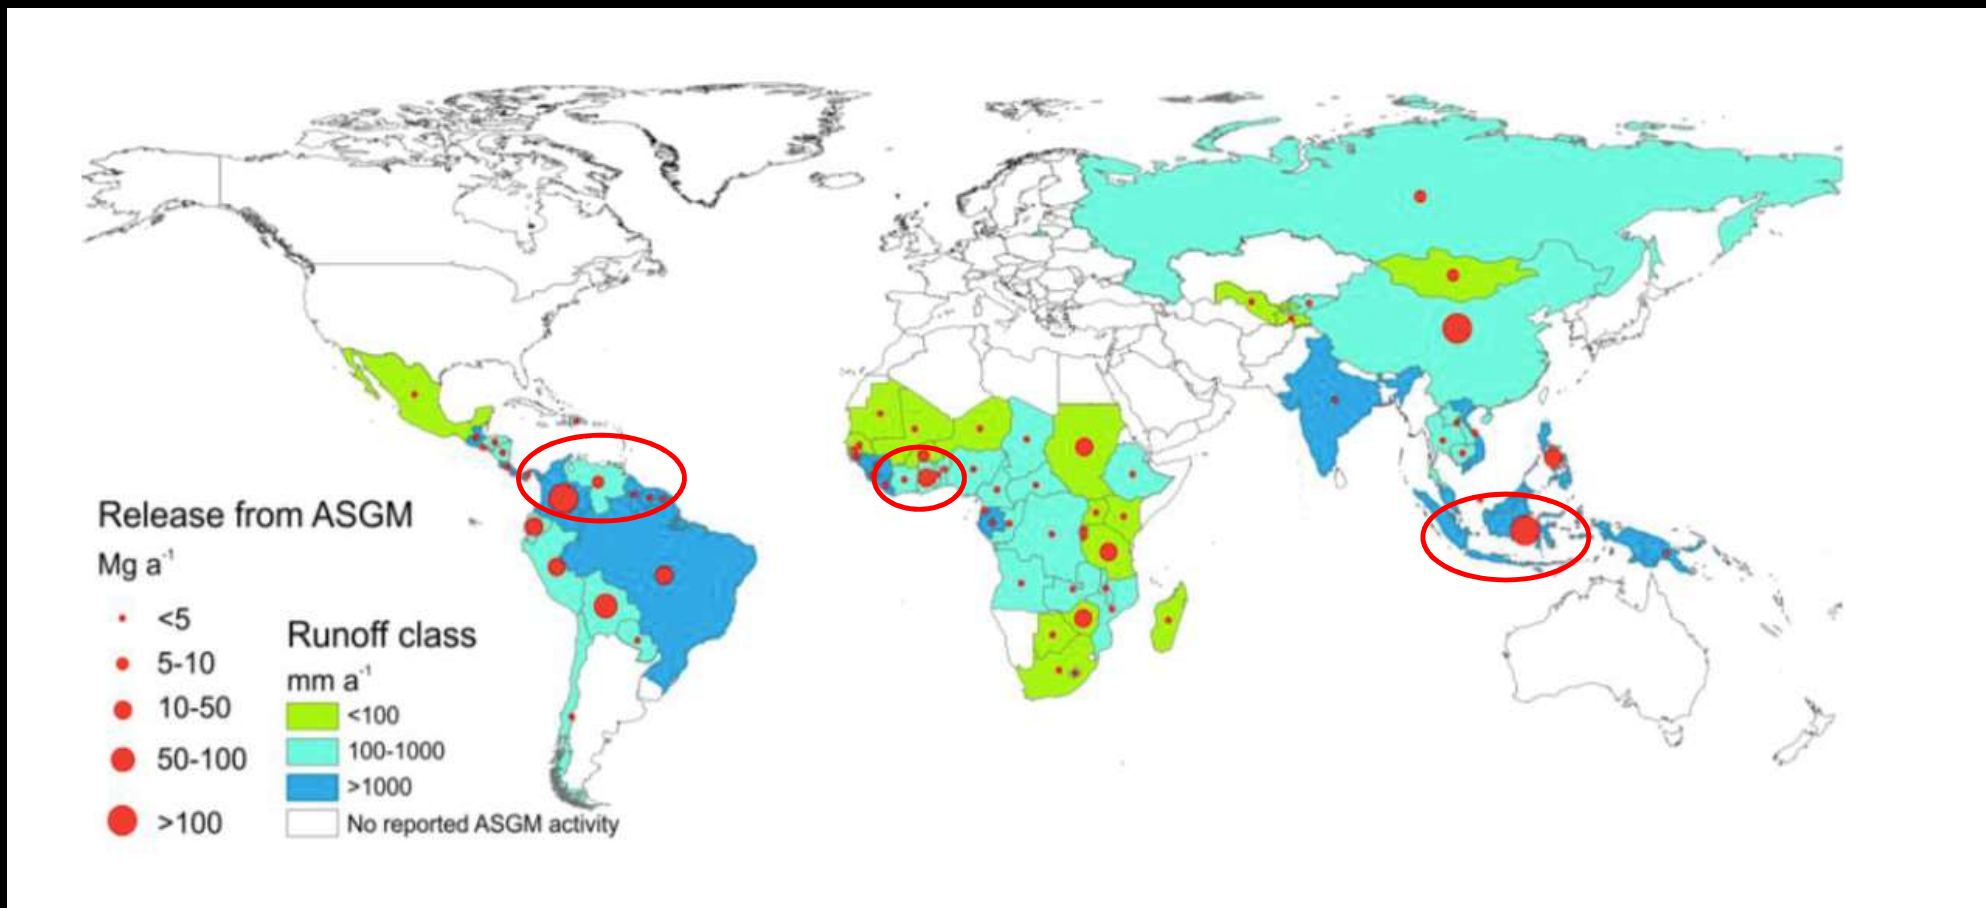 Release from ASGM
Mg a⁻¹
<5
5-10
10-50
50-100
>100
Runoff class
mm a⁻¹
<100
100-1000
>1000
No reported ASGM activity